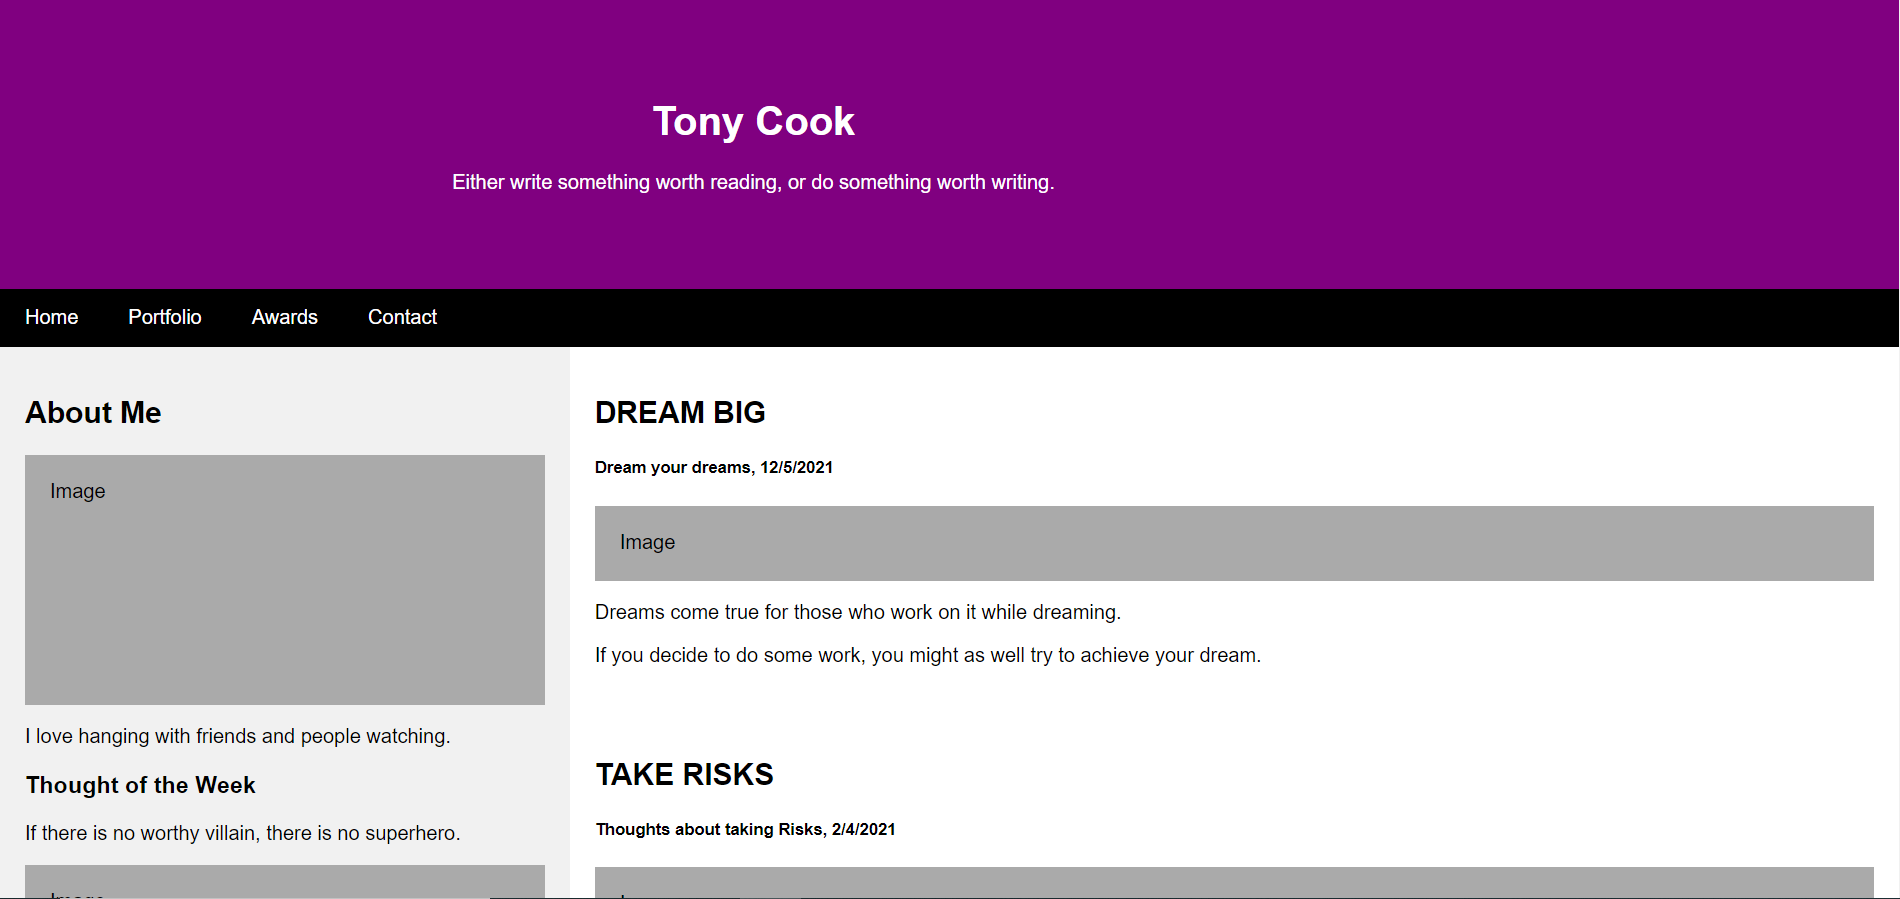 Tony Cook
Either write something worth reading, or do something worth writing.
Home Portfolio Awards Contact
About Me
Image
I love hanging with friends and people watching.
Thought of the Week
If there is no worthy villain, there is no superhero.
DREAM BIG
Dream your dreams, 12/5/2021
Image
Dreams come true for those who work on it while dreaming.
If you decide to do some work, you might as well try to achieve your dream.
TAKE RISKS
Thoughts about taking Risks, 2/4/2021